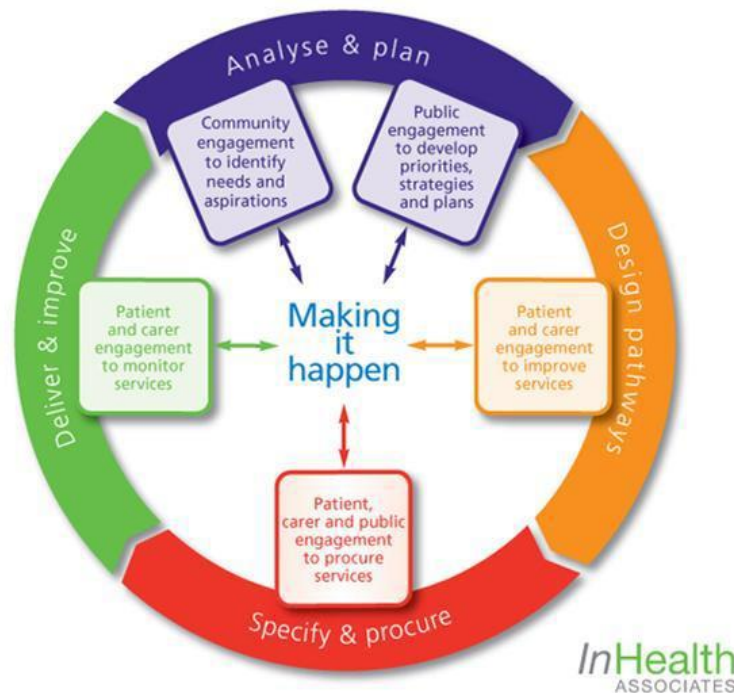 Analyse & plan
Community
engagement
to identify
needs and
aspirations
Public
engagement
to develop
priorities,
strategies
and plans
Design pathways
Patient
and carer
engagement
to improve
services
Making
it
happen
Patient
and carer
engagement
to monitor
services
Deliver & improve
Patient,
carer and public
engagement
to procure
services
Specify & procure
InHealth
ASSOCIATES